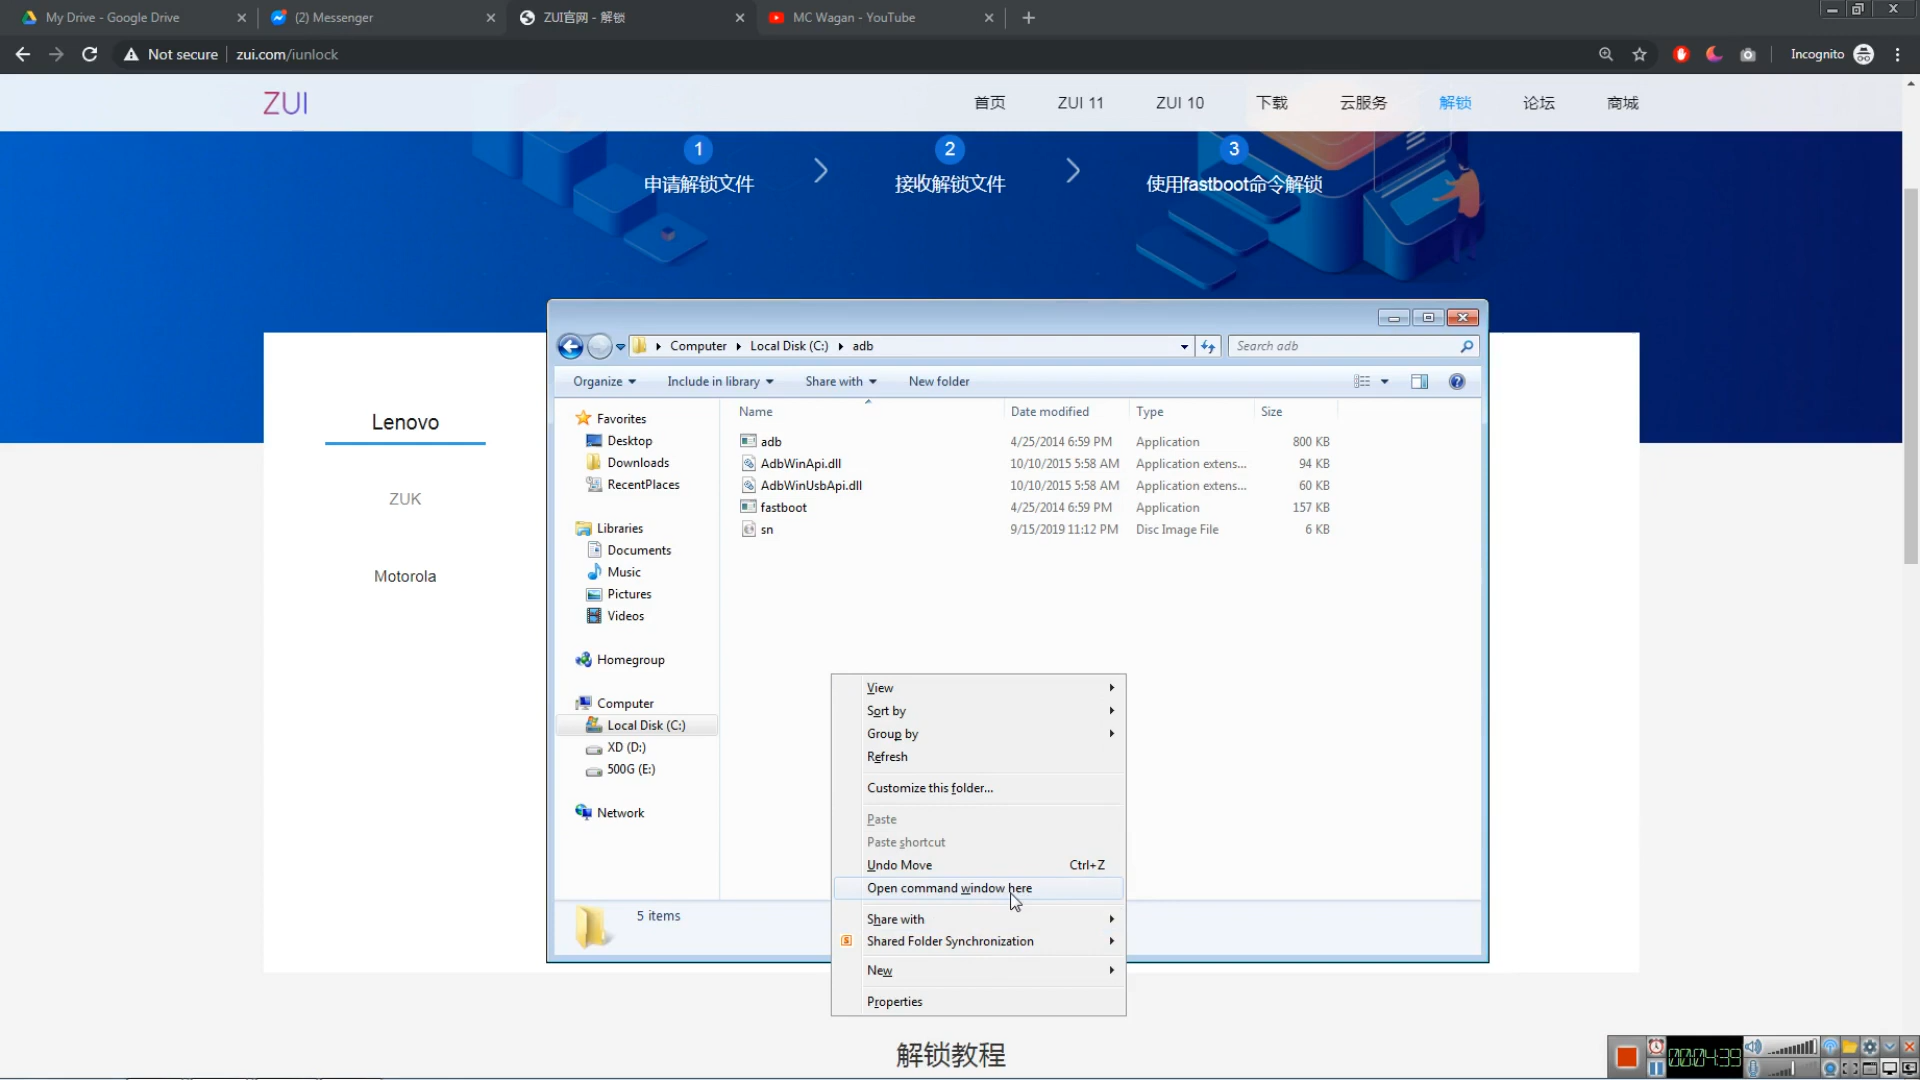 My Drive - Google Drive
(2) Messenger
ZUI官网 - 解锁
MC Wagan - YouTube
Not secure
zui.com/iunlock
Incognito
ZUI
首页
ZUI 11
ZUI 10
下载
云服务
解锁
论坛
商城
1
2
3
申请解锁文件
接收解锁文件
使用fastboot命令解锁
Lenovo
ZUK
Motorola
Computer
Local Disk (C:)
adb
Search adb
Organize
Include in library
Share with
New folder
Favorites
Desktop
Downloads
RecentPlaces
Libraries
Documents
Music
Pictures
Videos
Homegroup
Computer
Local Disk (C:)
XD (D:)
500G (E:)
Network
Name Date modified Type Size
adb 4/25/2014 6:59 PM Application 800 KB
AdbWinApi.dll 10/10/2015 5:58 AM Application extens... 94 KB
AdbWinUsbApi.dll 10/10/2015 5:58 AM Application extens... 60 KB
fastboot 4/25/2014 6:59 PM Application 157 KB
sn 9/15/2019 11:12 PM Disc Image File 6 KB
View
Sort by
Group by
Refresh
Customize this folder...
Paste
Paste shortcut
Undo Move Ctrl+Z
Open command window here
Share with
Shared Folder Synchronization
New
Properties
5 items
解锁教程
00:04:39